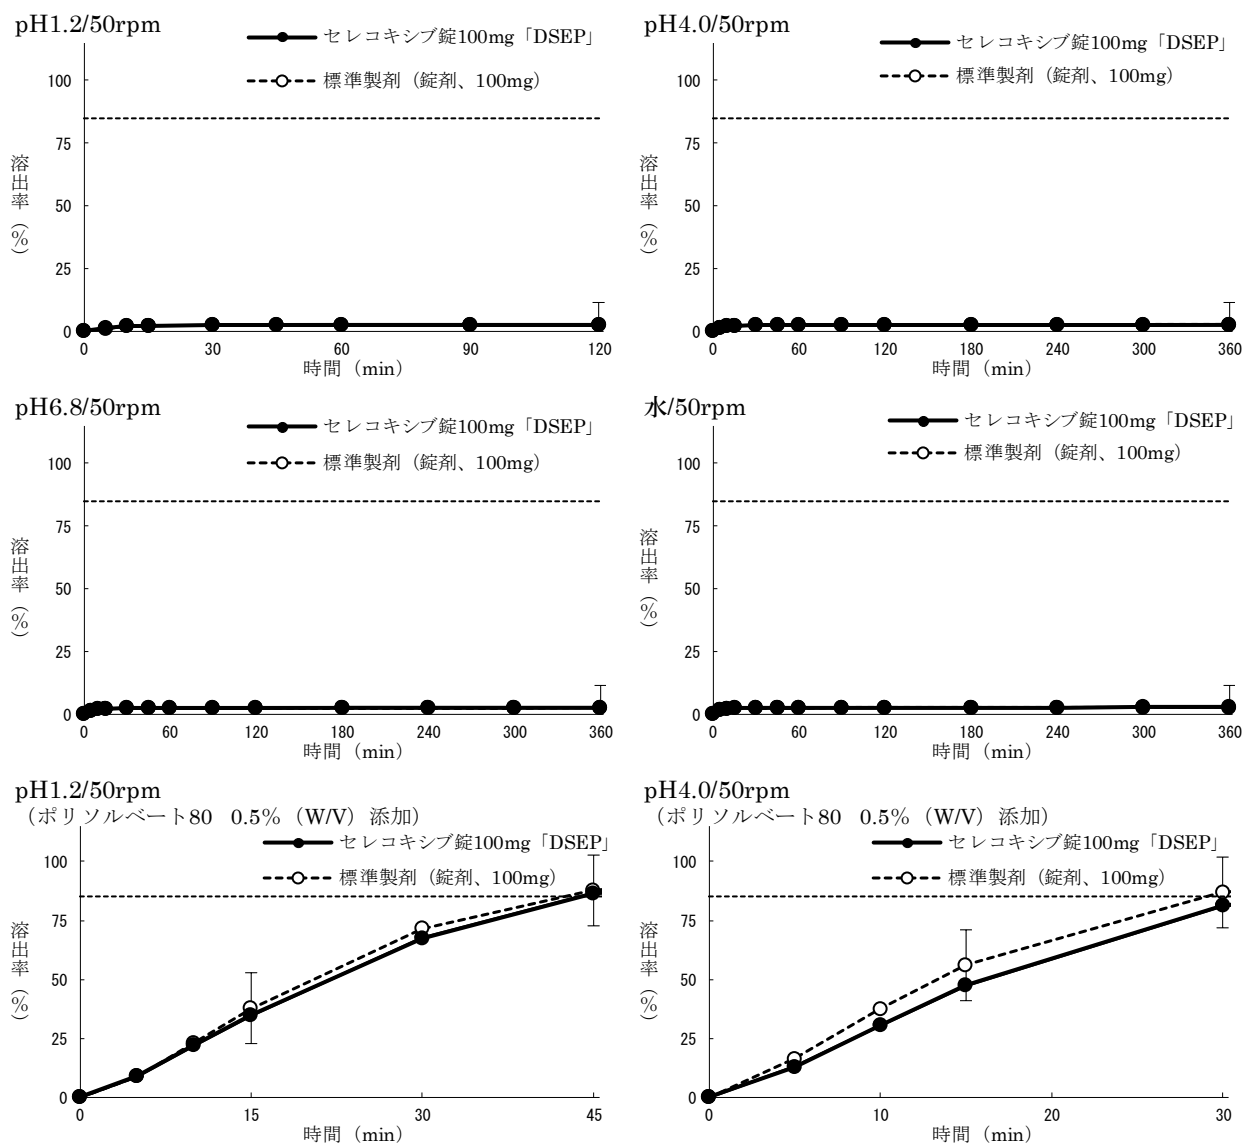 pH1.2/50rpm
セレコキシブ錠100mg「DSEP」
標準製剤（錠剤、100mg）
100
75
50
25
0
溶出率（%）
0 30 60 90 120
時間（min）
pH4.0/50rpm
セレコキシブ錠100mg「DSEP」
標準製剤（錠剤、100mg）
100
75
50
25
0
溶出率（%）
0 60 120 180 240 300 360
時間（min）
pH6.8/50rpm
セレコキシブ錠100mg「DSEP」
標準製剤（錠剤、100mg）
100
75
50
25
0
溶出率（%）
0 60 120 180 240 300 360
時間（min）
水/50rpm
セレコキシブ錠100mg「DSEP」
標準製剤（錠剤、100mg）
100
75
50
25
0
溶出率（%）
0 60 120 180 240 300 360
時間（min）
pH1.2/50rpm
（ポリソルベート80　0.5%（W/V）添加）
セレコキシブ錠100mg「DSEP」
標準製剤（錠剤、100mg）
100
75
50
25
0
溶出率（%）
0 15 30 45
時間（min）
pH4.0/50rpm
（ポリソルベート80　0.5%（W/V）添加）
セレコキシブ錠100mg「DSEP」
標準製剤（錠剤、100mg）
100
75
50
25
0
溶出率（%）
0 10 20 30
時間（min）